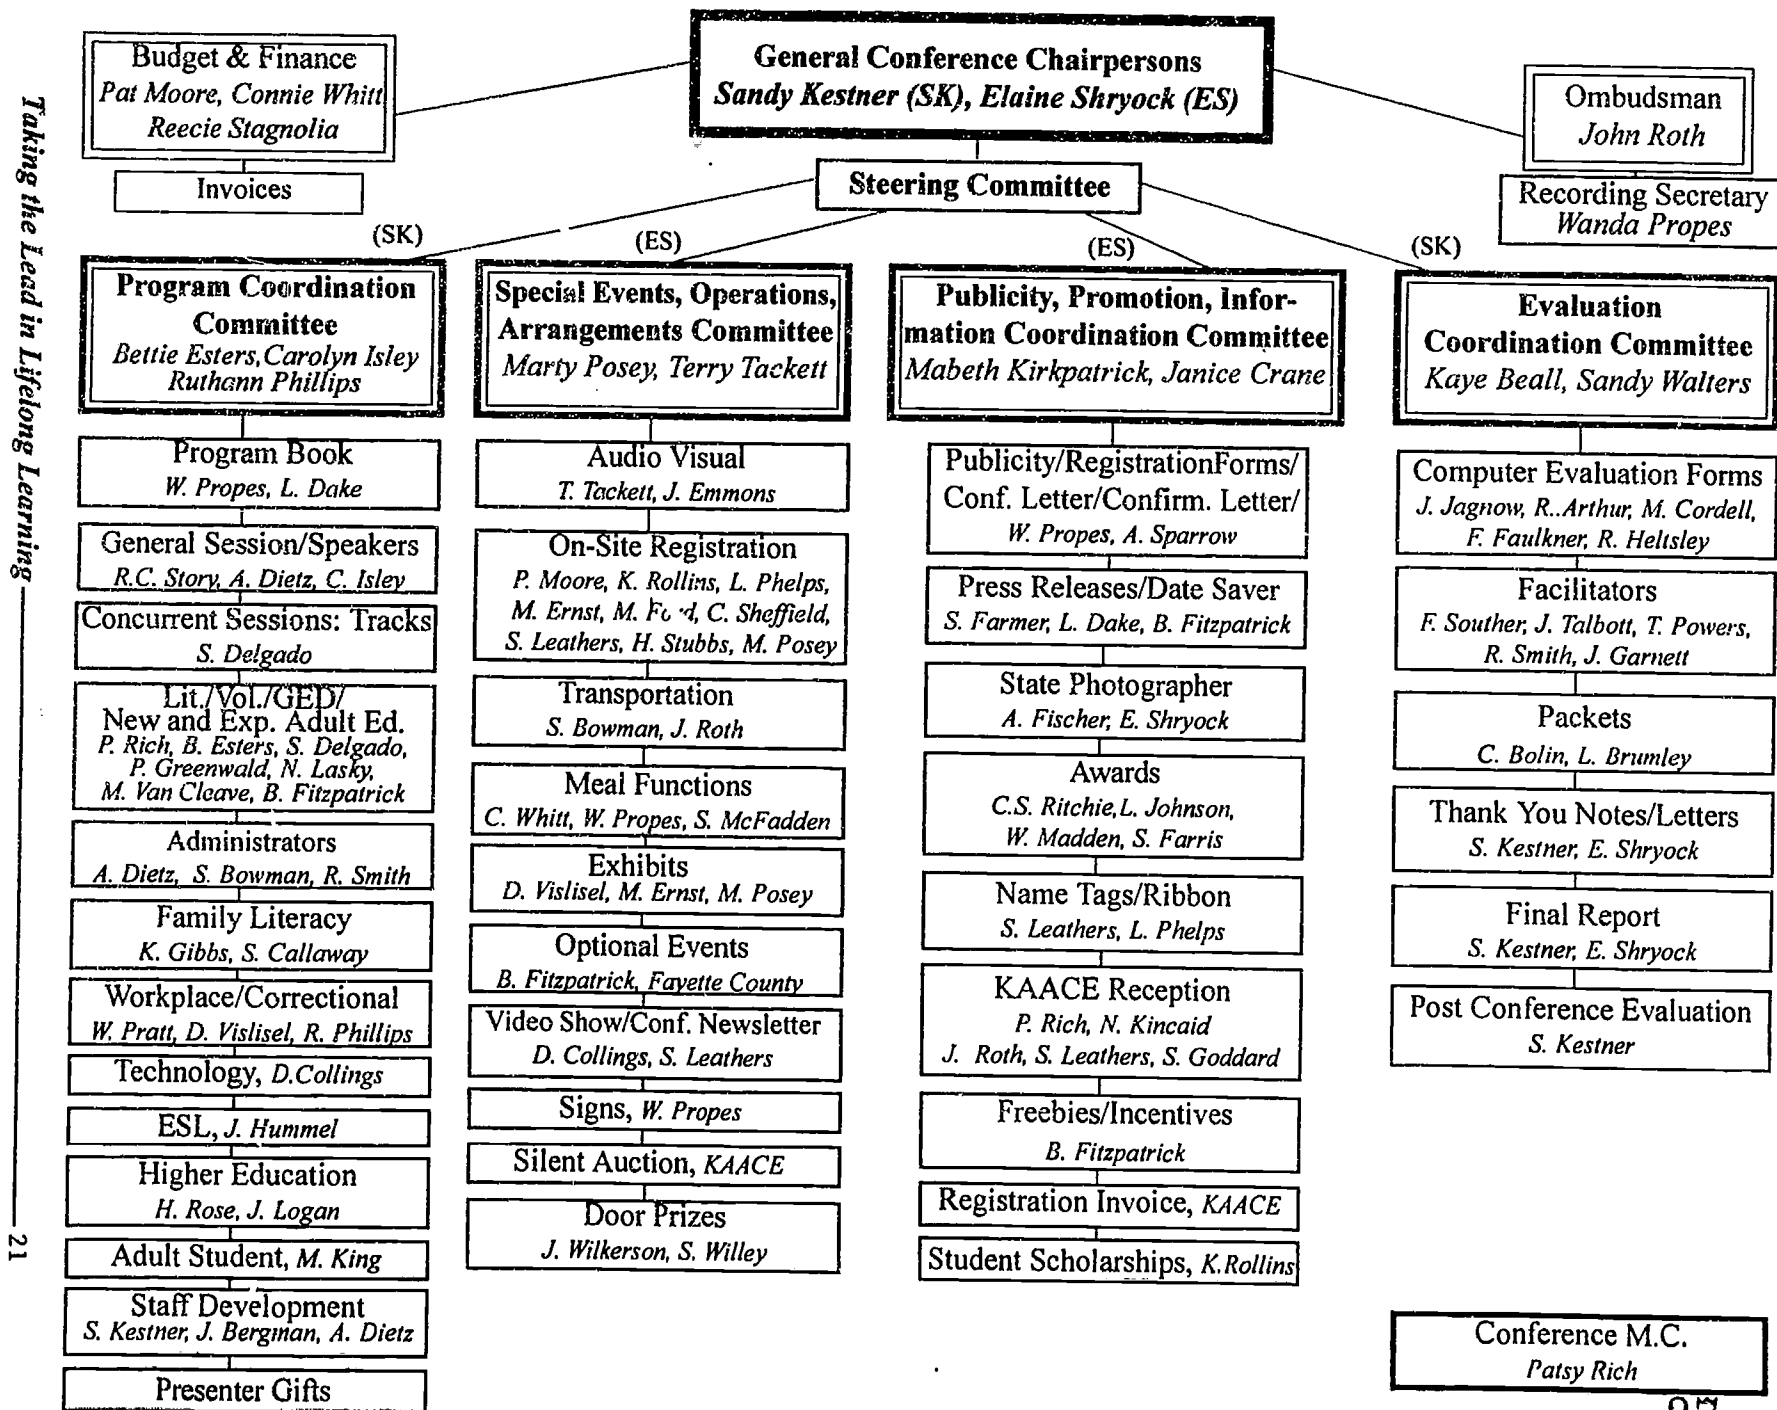 General Conference Chairpersons
Sandy Kestner (SK), Elaine Shryock (ES)
Budget & Finance
Pat Moore, Connie Whitt
Reecie Stagnolia
Invoices
Ombudsman
John Roth
Recording Secretary
Wanda Propes
Steering Committee
(SK)
(ES)
(ES)
(SK)
Program Coordination
Committee
Bettie Esters, Carolyn Isley
Ruthann Phillips
Program Book
W. Propes, L. Dake
General Session/Speakers
R.C. Story, A. Dietz, C. Isley
Concurrent Sessions: Tracks
S. Delgado
Lit./Vol./GED/
New and Exp. Adult Ed.
P. Rich, B. Esters, S. Delgado,
P. Greenwald, N. Lasky,
M. Van Cleave, B. Fitzpatrick
Administrators
A. Dietz, S. Bowman, R. Smith
Family Literacy
K. Gibbs, S. Callaway
Workplace/Correctional
W. Pratt, D. Vislisel, R. Phillips
Technology, D.Collings
ESL, J. Hummel
Higher Education
H. Rose, J. Logan
Adult Student, M. King
Staff Development
S. Kestner, J. Bergman, A. Dietz
Presenter Gifts
Special Events, Operations,
Arrangements Committee
Marty Posey, Terry Tackett
Audio Visual
T. Tackett, J. Emmons
On-Site Registration
P. Moore, K. Rollins, L. Phelps,
M. Ernst, M. C. Sheffield,
S. Leathers, H. Stubbs, M. Posey
Transportation
S. Bowman, J. Roth
Meal Functions
C. Whitt, W. Propes, S. McFadden
Exhibits
D. Vislisel, M. Ernst, M. Posey
Optional Events
B. Fitzpatrick, Fayette County
Video Show/Conf. Newsletter
D. Collings, S. Leathers
Signs, W. Propes
Silent Auction, KAACE
Door Prizes
J. Wilkerson, S. Willey
Publicity, Promotion, Infor-
mation Coordination Committee
Mabeth Kirkpatrick, Janice Crane
Publicity/RegistrationForms/
Conf. Letter/Confirm. Letter/
W. Propes, A. Sparrow
Press Releases/Date Saver
S. Farmer, L. Dake, B. Fitzpatrick
State Photographer
A. Fischer, E. Shryock
Awards
C.S. Ritchie,L. Johnson,
W. Madden, S. Farris
Name Tags/Ribbon
S. Leathers, L. Phelps
KAACE Reception
P. Rich, N. Kincaid
J. Roth, S. Leathers, S. Goddard
Freebies/Incentives
B. Fitzpatrick
Registration Invoice, KAACE
Student Scholarships, K.Rollins
Evaluation
Coordination Committee
Kaye Beall, Sandy Walters
Computer Evaluation Forms
J. Jagnow, R..Arthur, M. Cordell,
F. Faulkner, R. Heltsley
Facilitators
F. Souther, J. Talbott, T. Powers,
R. Smith, J. Garnett
Packets
C. Bolin, L. Brumley
Thank You Notes/Letters
S. Kestner, E. Shryock
Final Report
S. Kestner, E. Shryock
Post Conference Evaluation
S. Kestner
Conference M.C.
Patsy Rich
Taking the Lead in Lifelong Learning
21